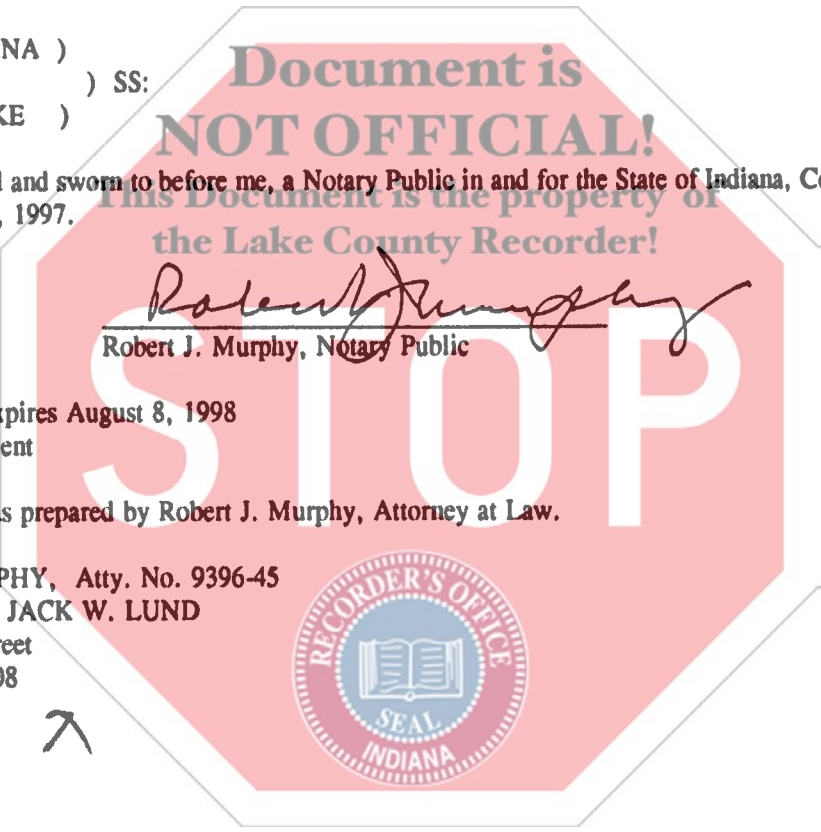 NA )
) SS:
KE )
Document is
NOT OFFICIAL!
and sworn to before me, a Notary Public in and for the State of Indiana,
, 1997.
This Document is the property of
the Lake County Recorder!
Robert J. Murphy
Robert J. Murphy, Notary Public
STOP
pires August 8, 1998
ent
s prepared by Robert J. Murphy, Attorney at Law.
PHY, Atty. No. 9396-45
JACK W. LUND
reet
98
RECORDER'S OFFICE
SEAL
INDIANA